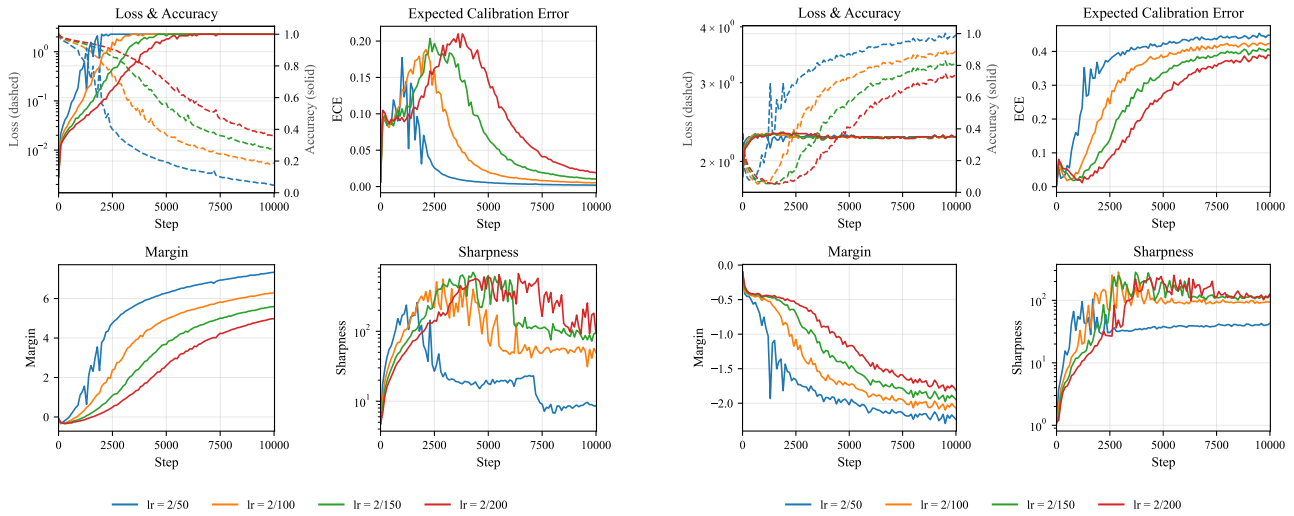 Loss & Accuracy
Loss (dashed)
Accuracy (solid)
10⁰
10⁻¹
10⁻²
1.0
0.8
0.6
0.4
0.2
0.0
0 2500 5000 7500 10000
Step
Expected Calibration Error
ECE
0.20
0.15
0.10
0.05
0.00
0 2500 5000 7500 10000
Step
Loss & Accuracy
Loss (dashed)
Accuracy (solid)
4 × 10⁰
3 × 10⁰
2 × 10⁰
1.0
0.8
0.6
0.4
0.2
0.0
0 2500 5000 7500 10000
Step
Expected Calibration Error
ECE
0.4
0.3
0.2
0.1
0.0
0 2500 5000 7500 10000
Step
Margin
Margin
6
4
2
0
0 2500 5000 7500 10000
Step
Sharpness
Sharpness
10²
10¹
0 2500 5000 7500 10000
Step
Margin
Margin
0.0
−0.5
−1.0
−1.5
−2.0
0 2500 5000 7500 10000
Step
Sharpness
Sharpness
10²
10¹
10⁰
0 2500 5000 7500 10000
Step
lr = 2/50 lr = 2/100 lr = 2/150 lr = 2/200
lr = 2/50 lr = 2/100 lr = 2/150 lr = 2/200